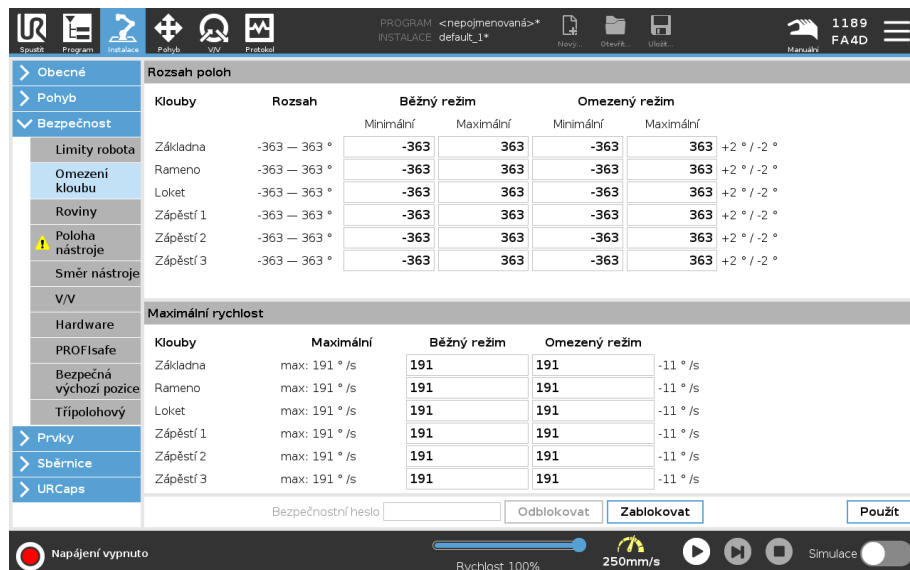 UR
Spustit
Program
Instalace
Pohyb
V/V
Protokol
PROGRAM <nepojmenovaná>*
INSTALACE default_1*
Nový...
Otevřít...
Uložit...
Manuální
1189
FA4D
Obecné
Pohyb
Bezpečnost
Limity robota
Omezení
kloubu
Roviny
Poloha
nástroje
Směr nástroje
V/V
Hardware
PROFIsafe
Bezpečná
výchozí pozice
Třípolohový
Prvky
Sběrnice
URCaps
Rozsah poloh
Klouby Rozsah Běžný režim Omezený režim
Minimální Maximální Minimální Maximální
Základna -363 — 363 ° -363 363 -363 363 +2 ° / -2 °
Rameno -363 — 363 ° -363 363 -363 363 +2 ° / -2 °
Loket -363 — 363 ° -363 363 -363 363 +2 ° / -2 °
Zápěstí 1 -363 — 363 ° -363 363 -363 363 +2 ° / -2 °
Zápěstí 2 -363 — 363 ° -363 363 -363 363 +2 ° / -2 °
Zápěstí 3 -363 — 363 ° -363 363 -363 363 +2 ° / -2 °
Maximální rychlost
Klouby Maximální Běžný režim Omezený režim
Základna max: 191 ° /s 191 191 -11 ° /s
Rameno max: 191 ° /s 191 191 -11 ° /s
Loket max: 191 ° /s 191 191 -11 ° /s
Zápěstí 1 max: 191 ° /s 191 191 -11 ° /s
Zápěstí 2 max: 191 ° /s 191 191 -11 ° /s
Zápěstí 3 max: 191 ° /s 191 191 -11 ° /s
Bezpečnostní heslo Odblokovat Zablokovat Použít
Napájení vypnuto
Rychlost 100%
250mm/s
Simulace